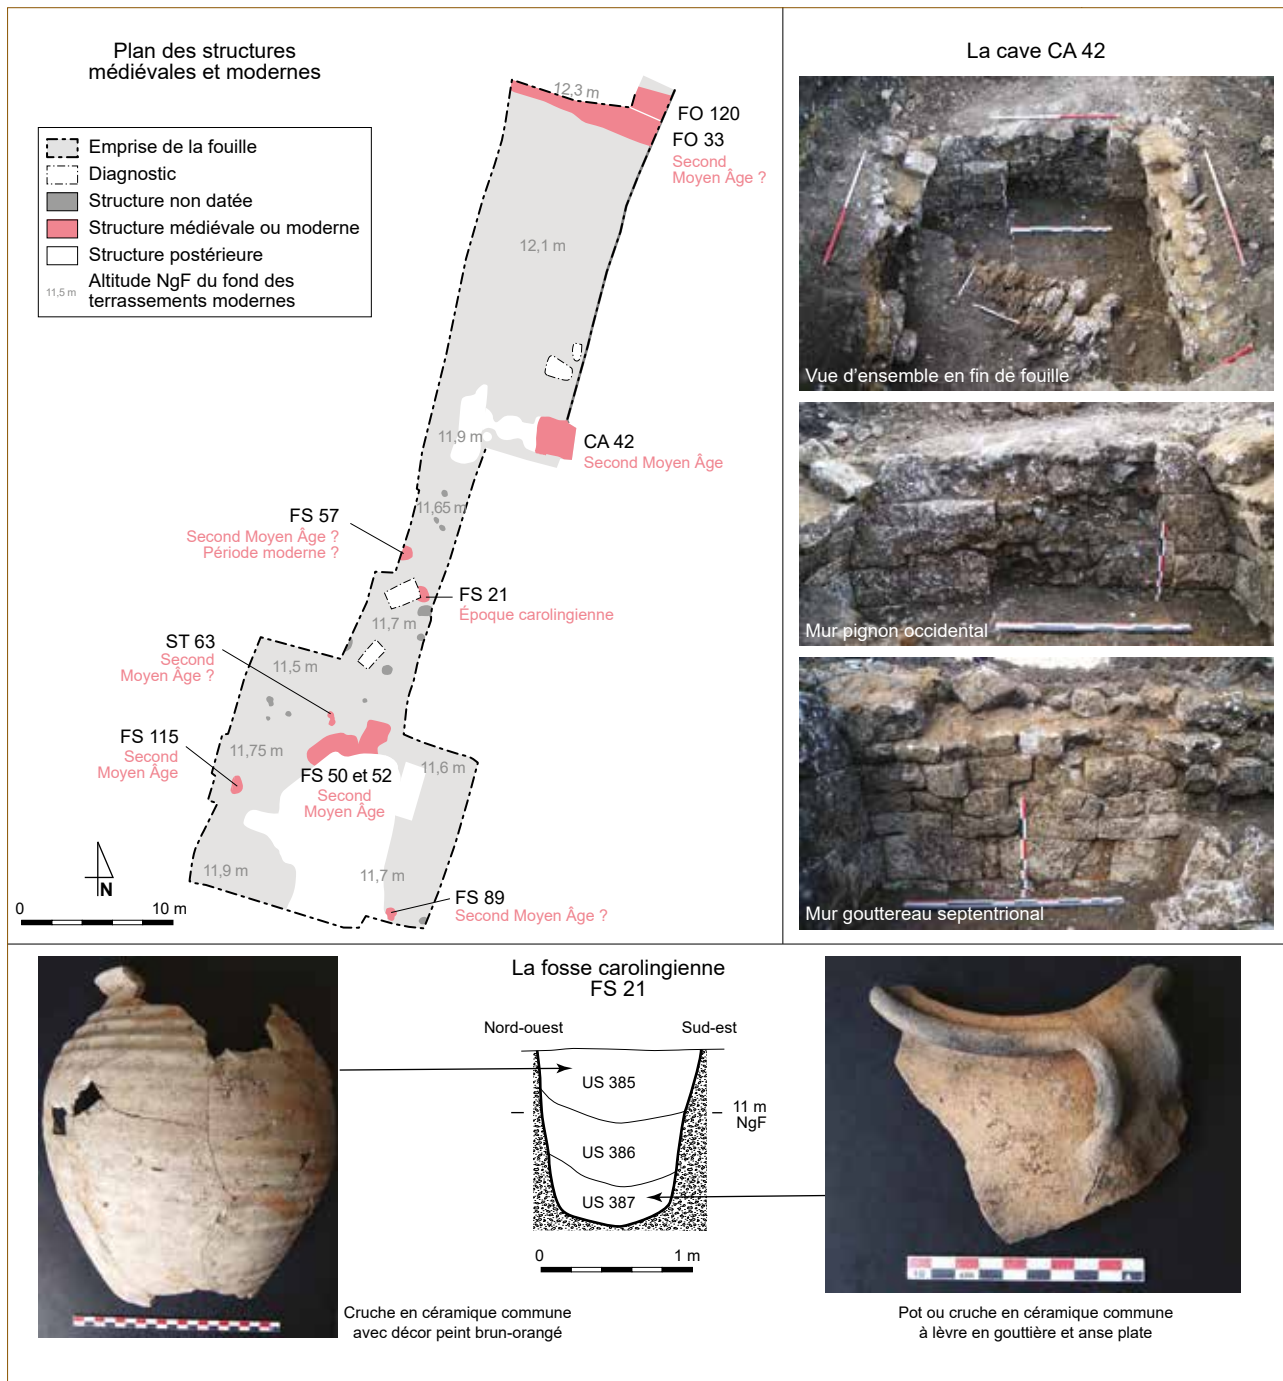 Plan des structures
médiévales et modernes
Emprise de la fouille
Diagnostic
Structure non datée
Structure médiévale ou moderne
Structure postérieure
11,5 m
Altitude NgF du fond des
terrassements modernes
12,3 m
FO 120
FO 33
Second
Moyen Âge ?
12,1 m
11,9 m
CA 42
Second Moyen Âge
11,65 m
FS 57
Second Moyen Âge ?
Période moderne ?
FS 21
Époque carolingienne
11,7 m
ST 63
Second
Moyen Âge ?
11,5 m
FS 115
Second
Moyen Âge
11,75 m
FS 50 et 52
Second
Moyen Âge
11,6 m
11,9 m
11,7 m
FS 89
Second Moyen Âge ?
N
0 10 m
La cave CA 42
Vue d'ensemble en fin de fouille
Mur pignon occidental
Mur gouttereau septentrional
La fosse carolingienne
FS 21
Nord-ouest Sud-est
US 385
11 m
NgF
US 386
US 387
0 1 m
Cruche en céramique commune
avec décor peint brun-orangé
Pot ou cruche en céramique commune
à lèvre en gouttière et anse plate